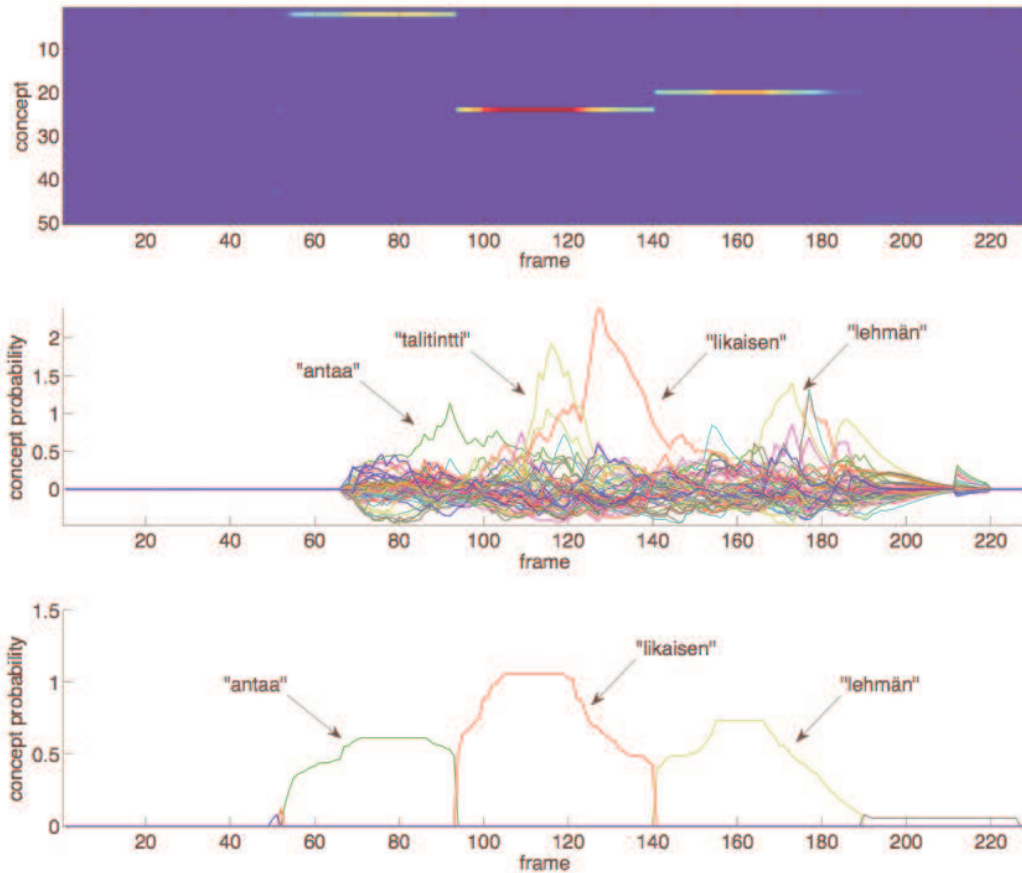 concept
10
20
30
40
50
20 40 60 80 100 120 140 160 180 200 220
frame
concept probability
2
1.5
1
0.5
0
"talitintti"
"likaisen"
"lehmän"
"antaa"
20 40 60 80 100 120 140 160 180 200 220
frame
concept probability
1.5
1
0.5
0
"likaisen"
"antaa"
"lehmän"
20 40 60 80 100 120 140 160 180 200 220
frame